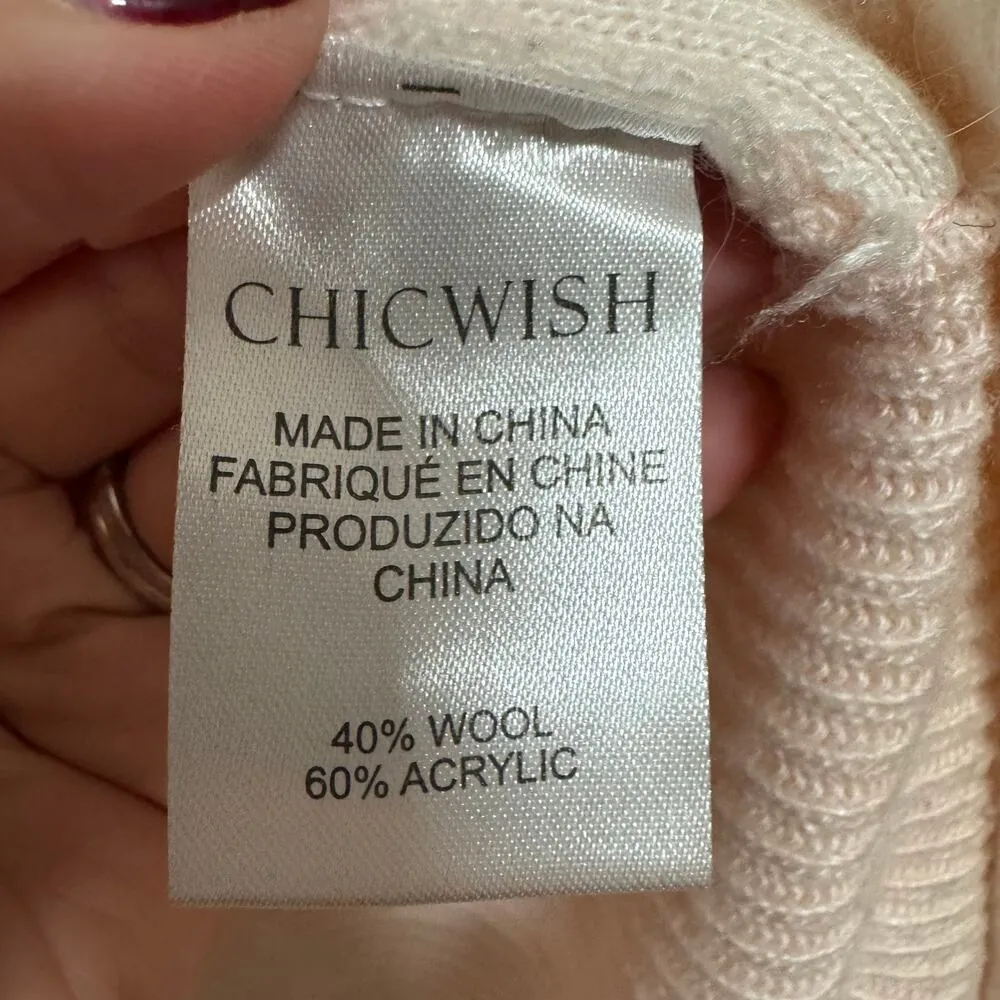 CHICWISH
MADE IN CHINA
FABRIQUÉ EN CHINE
PRODUZIDO NA
CHINA
40% WOOL
60% ACRYLIC